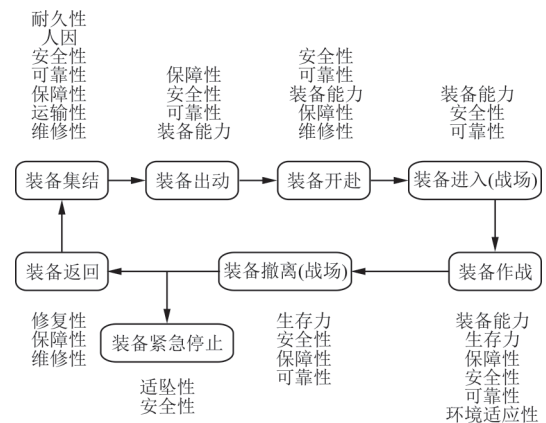 耐久性
人因
安全性
可靠性
保障性
运输性
维修性
保障性
安全性
可靠性
装备能力
安全性
可靠性
装备能力
保障性
维修性
装备能力
安全性
可靠性
装备集结
装备出动
装备开赴
装备进入(战场)
装备返回
装备撤离(战场)
装备作战
修复性
保障性
维修性
装备紧急停止
适坠性
安全性
生存力
安全性
保障性
可靠性
装备能力
生存力
保障性
安全性
可靠性
环境适应性